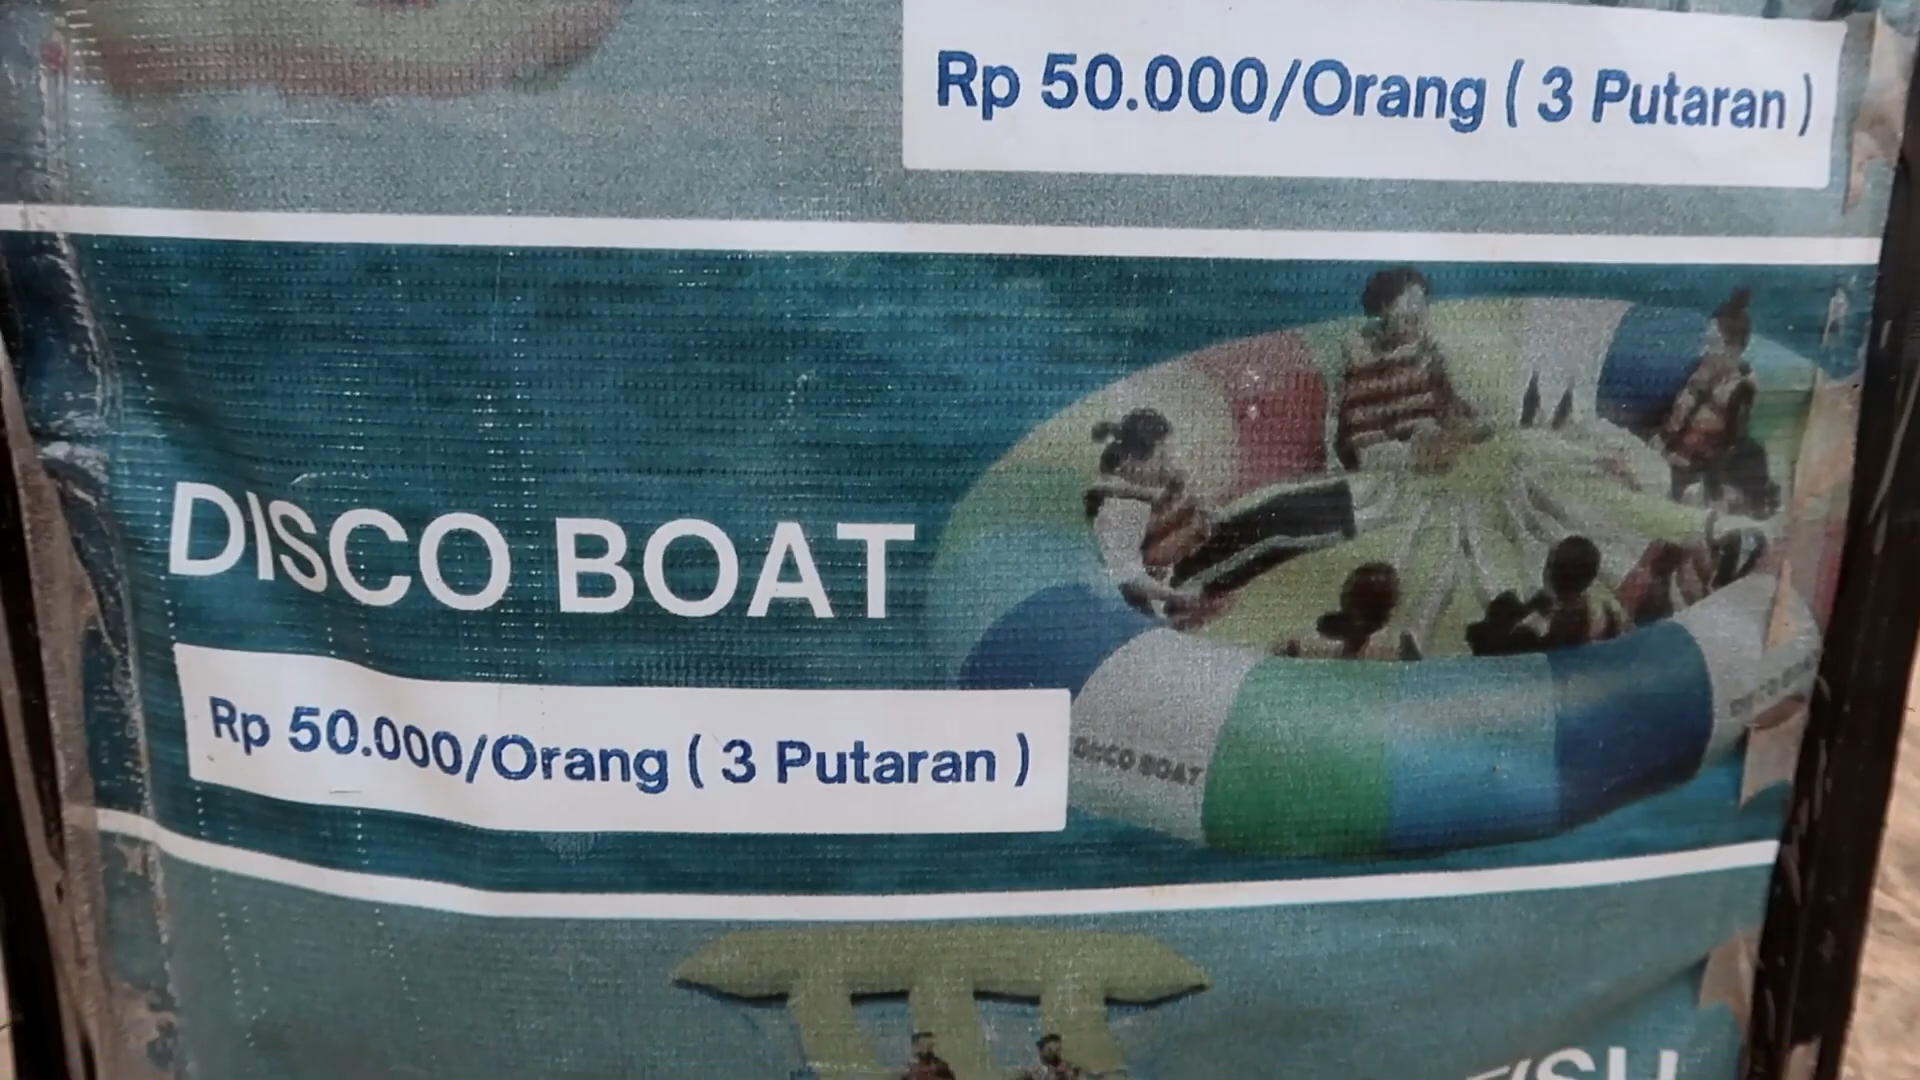 Rp 50.000/Orang ( 3 Putaran )
DISCO BOAT
Rp 50.000/Orang ( 3 Putaran )
DISCO BOAT